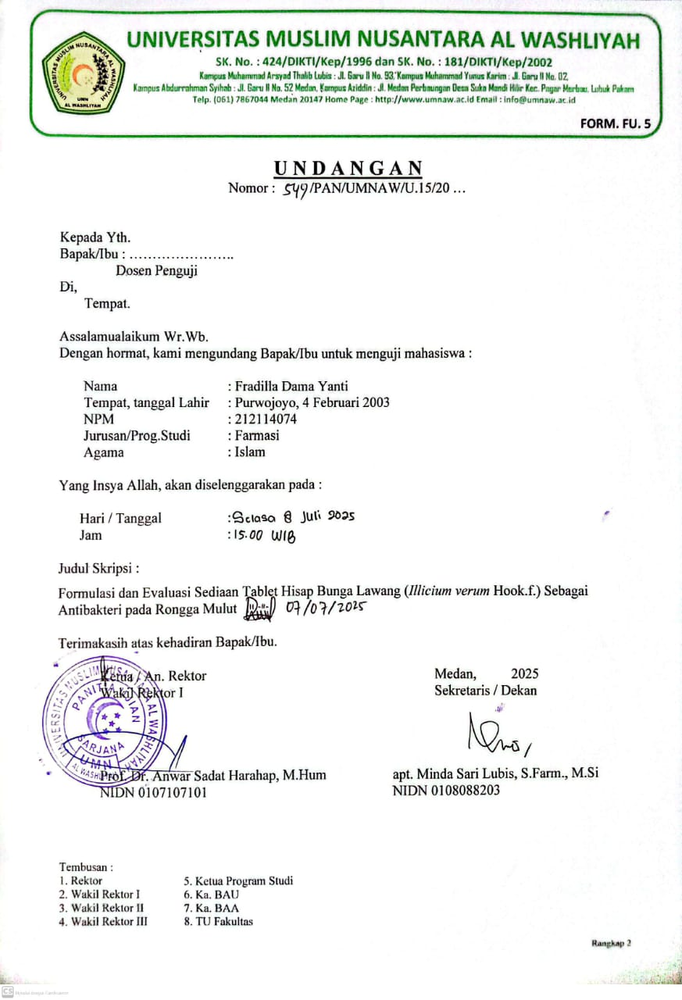 UNIVERSITAS MUSLIM NUSANTARA AL WASHLIYAH
UMN
AL WASHLIYAH
UNIVERSITAS MUSLIM NUSANTARA AL WASHLIYAH
SK. No. : 424/DIKTI/Kep/1996 dan SK. No. : 181/DIKTI/Kep/2002
Kampus Muhammad Arsyad Thalib Lubis : Jl. Garu II No. 93, Kampus Muhammad Yunus Karim : Jl. Garu II No. 02,
Kampus Abdurrahman Syihab : Jl. Garu II No. 52 Medan, Kampus Aziddin : Jl. Medan Perbaungan Desa Suka Mandi Hilir Kec. Pagar Merbau, Lubuk Pakam
Telp. (061) 7867044 Medan 20147 Home Page : http://www.umnaw.ac.id Email : info@umnaw.ac.id
FORM. FU. 5
U N D A N G A N
Nomor : 549/PAN/UMNAW/U.15/20 ...
Kepada Yth.
Bapak/Ibu : .......................
Dosen Penguji
Di,
Tempat.
Assalamualaikum Wr.Wb.
Dengan hormat, kami mengundang Bapak/Ibu untuk menguji mahasiswa :
Nama : Fradilla Dama Yanti
Tempat, tanggal Lahir : Purwojoyo, 4 Februari 2003
NPM : 212114074
Jurusan/Prog.Studi : Farmasi
Agama : Islam
Yang Insya Allah, akan diselenggarakan pada :
Hari / Tanggal : Selasa 8 Juli 2025
Jam : 15.00 WIB
Judul Skripsi :
Formulasi dan Evaluasi Sediaan Tablet Hisap Bunga Lawang (Illicium verum Hook.f.) Sebagai
Antibakteri pada Rongga Mulut 07/07/2025
Terimakasih atas kehadiran Bapak/Ibu.
Ketua / An. Rektor
Wakil Rektor I
UNIVERSITAS MUSLIM NUSANTARA AL WASHLIYAH
PANITIA UJIAN
SARJANA
UMN
AL WASHLIYAH
Prof. Dr. Anwar Sadat Harahap, M.Hum
NIDN 0107107101
Medan, 2025
Sekretaris / Dekan
apt. Minda Sari Lubis, S.Farm., M.Si
NIDN 0108088203
Tembusan :
1. Rektor
2. Wakil Rektor I
3. Wakil Rektor II
4. Wakil Rektor III
5. Ketua Program Studi
6. Ka. BAU
7. Ka. BAA
8. TU Fakultas
Rangkap 2
CS